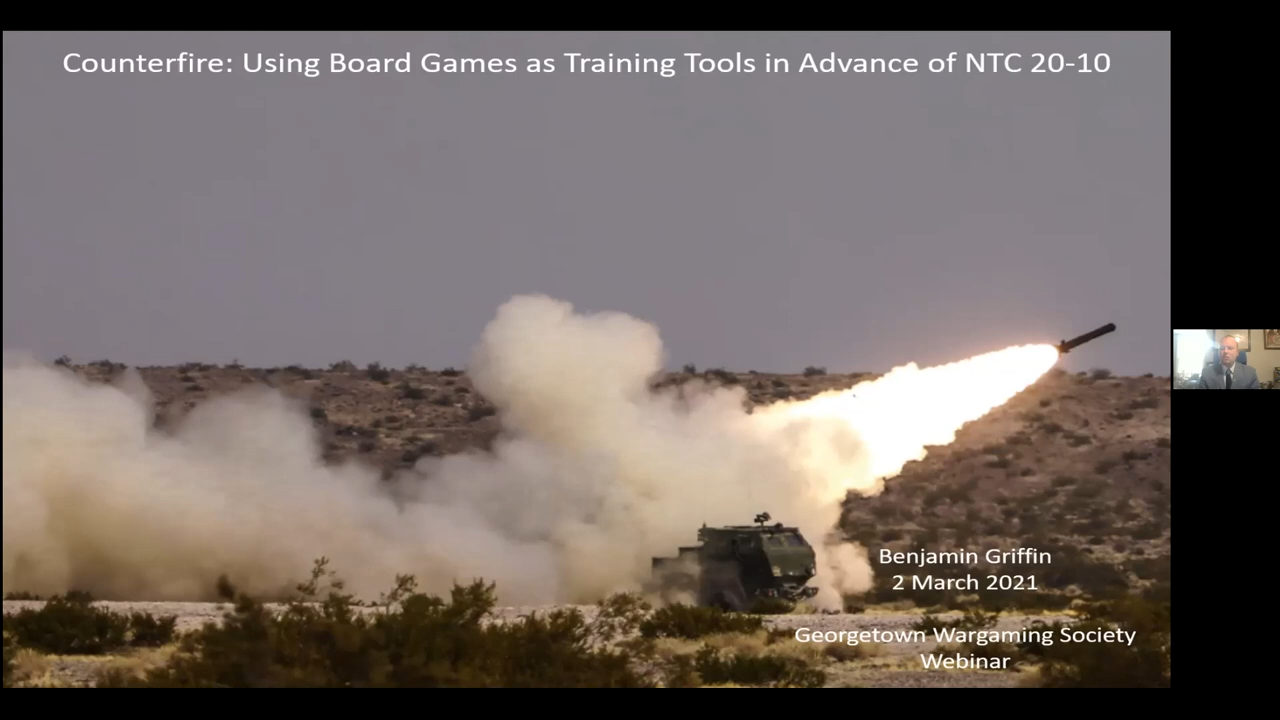 Counterfire: Using Board Games as Training Tools in Advance of NTC 20-10
Benjamin Griffin
2 March 2021
Georgetown Wargaming Society
Webinar